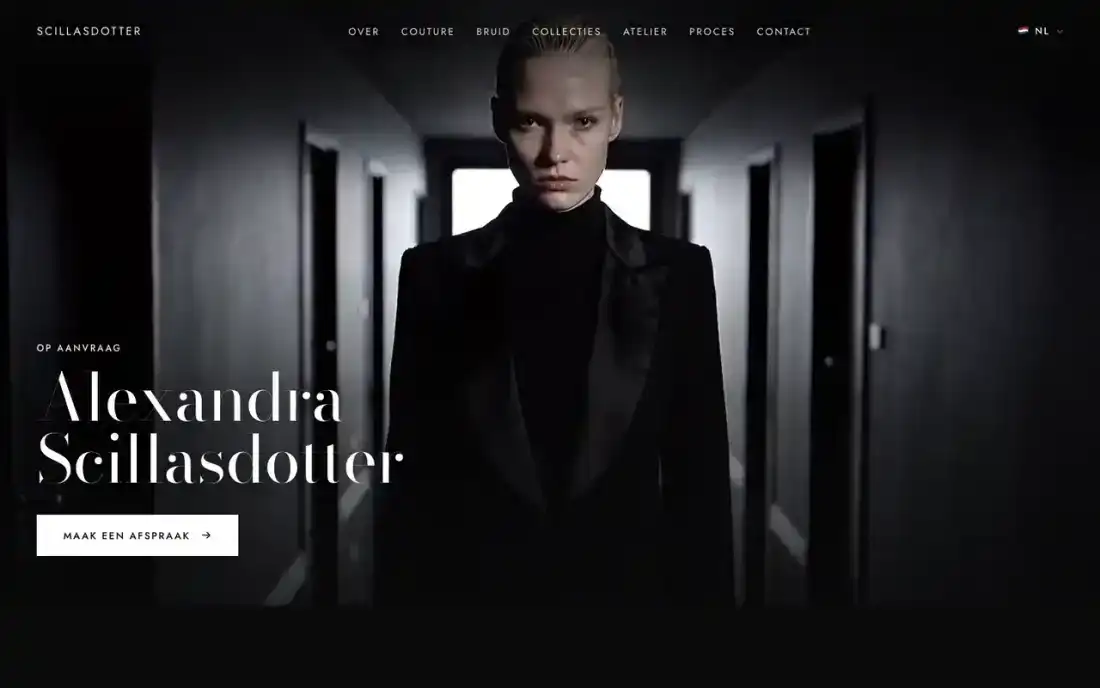 SCILLASDOTTER
OVER COUTURE BRUID COLLECTIES ATELIER PROCES CONTACT
NL
OP AANVRAAG
Alexandra
Scillasdotter
MAAK EEN AFSPRAAK →